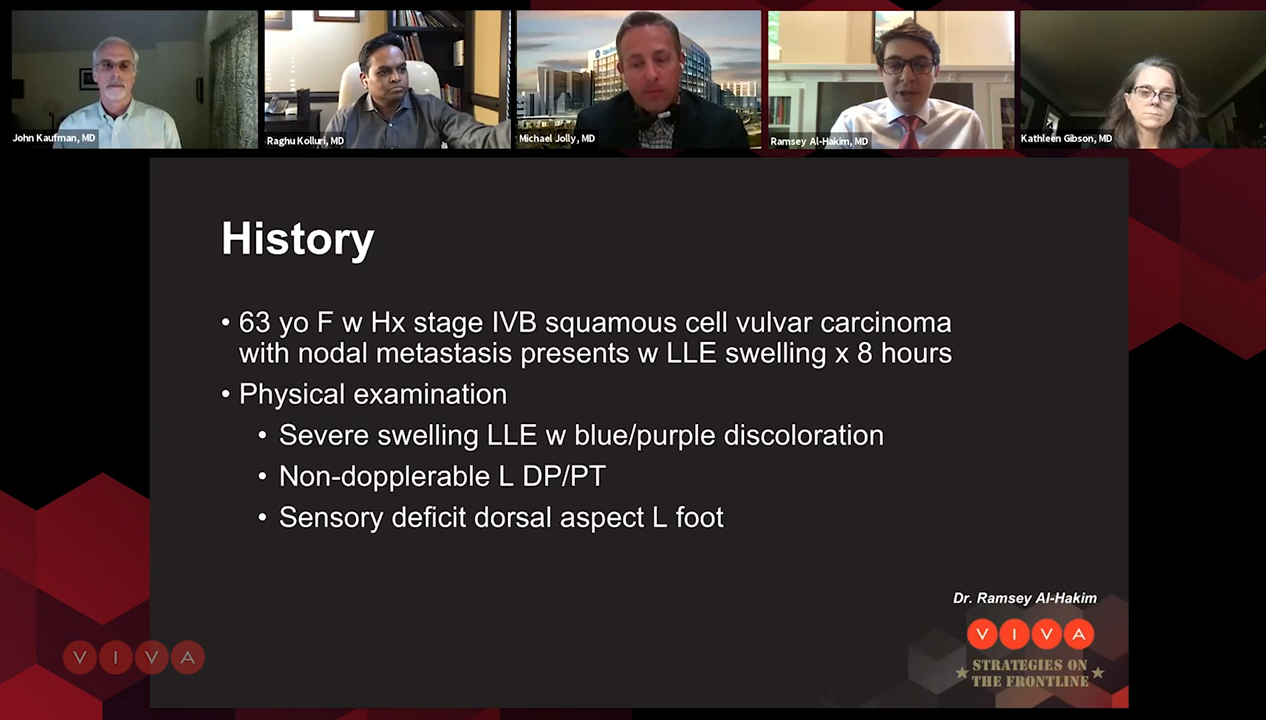 John Kaufman, MD
Raghu Kolluri, MD
Michael Jolly, MD
Ramsey Al-Hakim, MD
Kathleen Gibson, MD
History
• 63 yo F w Hx stage IVB squamous cell vulvar carcinoma
with nodal metastasis presents w LLE swelling x 8 hours
• Physical examination
• Severe swelling LLE w blue/purple discoloration
• Non-dopplerable L DP/PT
• Sensory deficit dorsal aspect L foot
Dr. Ramsey Al-Hakim
VIVA
STRATEGIES ON
THE FRONTLINE
VIVA